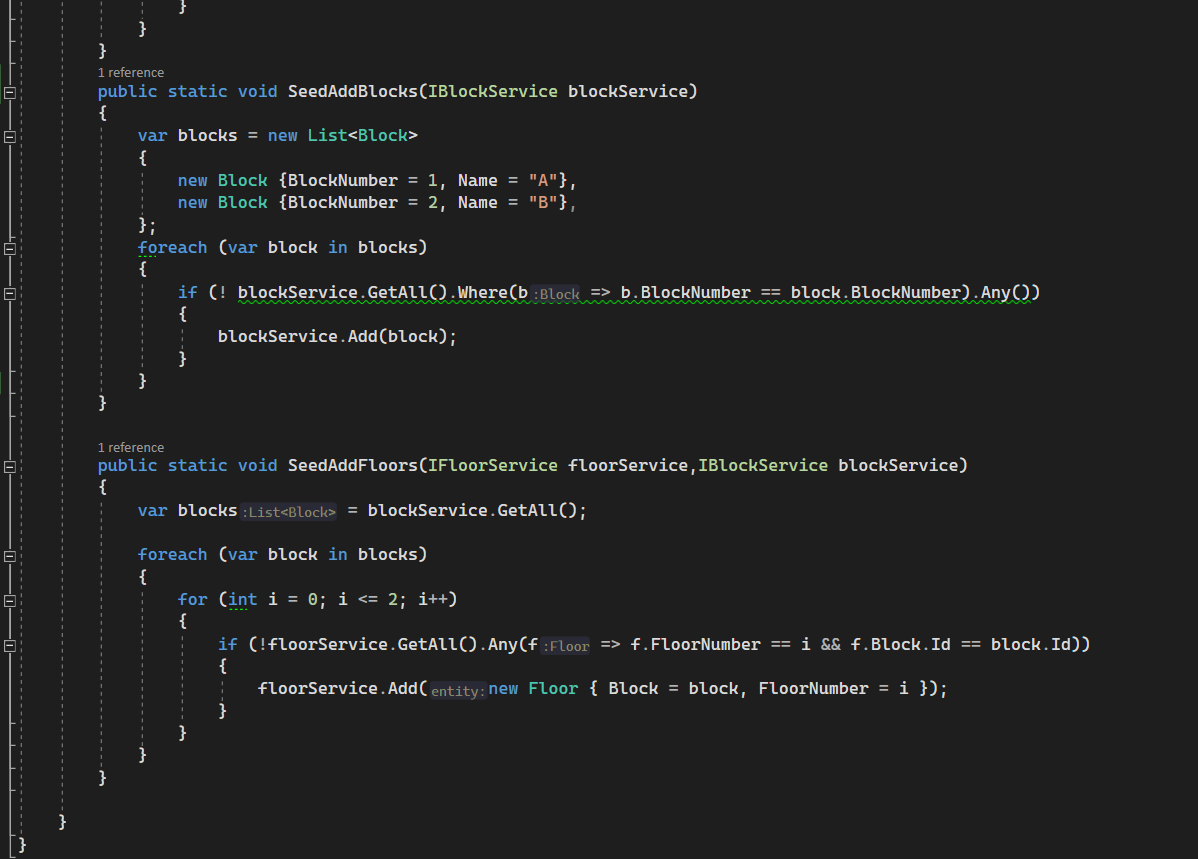 }
}
}
1 reference
public static void SeedAddBlocks(IBlockService blockService)
{
var blocks = new List<Block>
{
new Block {BlockNumber = 1, Name = "A"},
new Block {BlockNumber = 2, Name = "B"},
};
foreach (var block in blocks)
{
if (! blockService.GetAll().Where(b :Block => b.BlockNumber == block.BlockNumber).Any())
{
blockService.Add(block);
}
}
}
1 reference
public static void SeedAddFloors(IFloorService floorService,IBlockService blockService)
{
var blocks :List<Block> = blockService.GetAll();
foreach (var block in blocks)
{
for (int i = 0; i <= 2; i++)
{
if (!floorService.GetAll().Any(f :Floor => f.FloorNumber == i && f.Block.Id == block.Id))
{
floorService.Add( entity: new Floor { Block = block, FloorNumber = i });
}
}
}
}
}
}